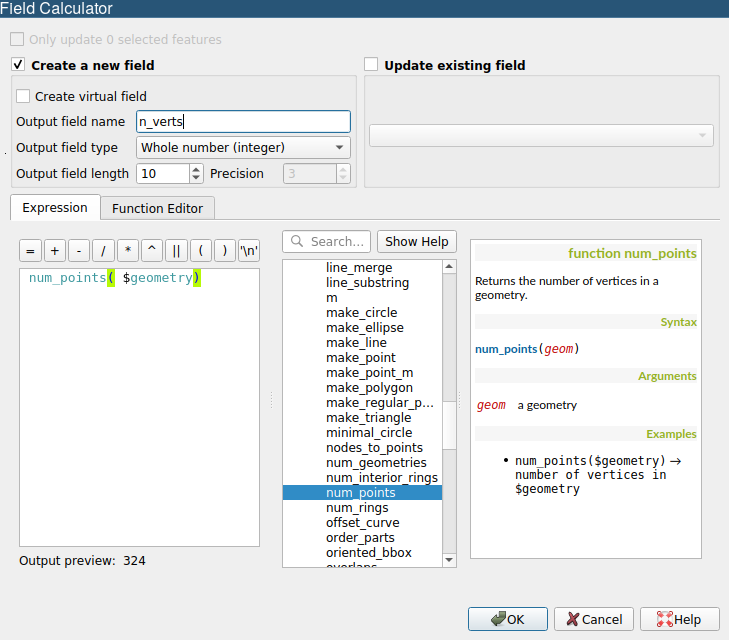 Field Calculator
Only update 0 selected features
Create a new field
Update existing field
Create virtual field
Output field name n_verts
Output field type Whole number (integer)
Output field length 10 Precision 3
Expression Function Editor
= + - / * ^ || ( ) '\n'
Search... Show Help
num_points( $geometry)
line_merge
line_substring
m
make_circle
make_ellipse
make_line
make_point
make_point_m
make_polygon
make_regular_p...
make_triangle
minimal_circle
nodes_to_points
num_geometries
num_interior_rings
num_points
num_rings
offset_curve
order_parts
oriented_bbox
overlaps
function num_points
Returns the number of vertices in a
geometry.
Syntax
num_points(geom)
Arguments
geom a geometry
Examples
• num_points($geometry) →
number of vertices in
$geometry
Output preview: 324
OK Cancel Help